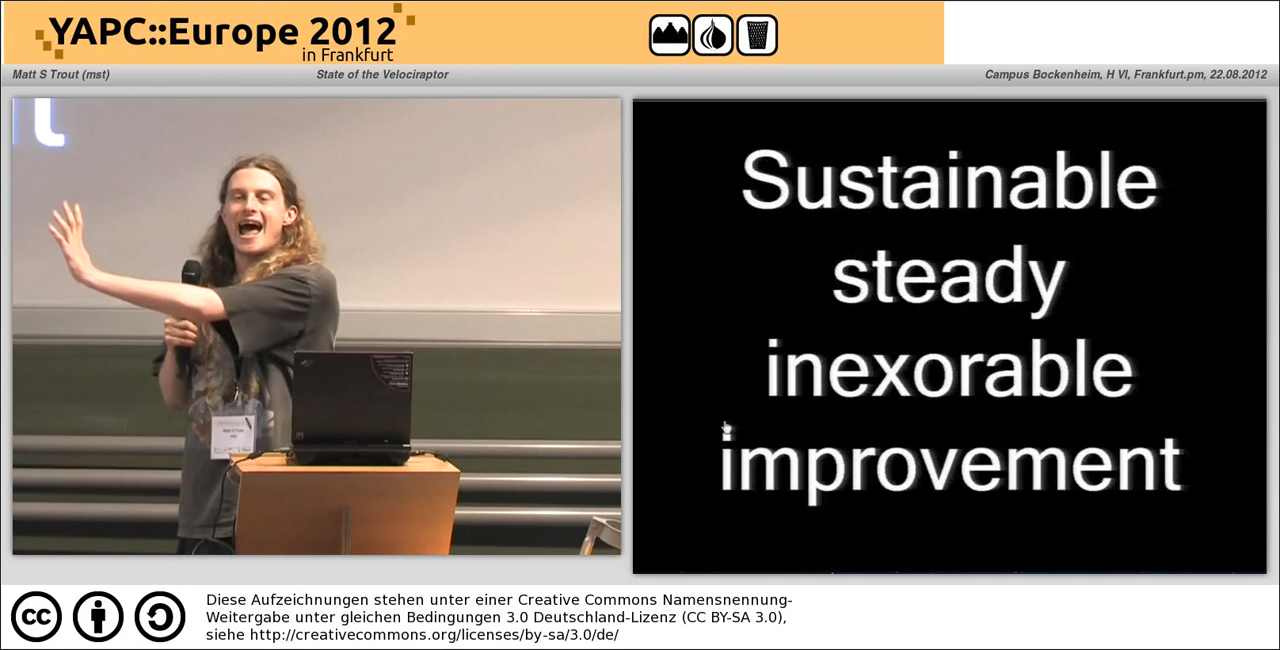 YAPC::Europe 2012
in Frankfurt
Matt S Trout (mst)
State of the Velociraptor
Campus Bockenheim, H VI, Frankfurt.pm, 22.08.2012
Sustainable
steady
inexorable
improvement
Diese Aufzeichnungen stehen unter einer Creative Commons Namensnennung-
Weitergabe unter gleichen Bedingungen 3.0 Deutschland-Lizenz (CC BY-SA 3.0),
siehe http://creativecommons.org/licenses/by-sa/3.0/de/
cc